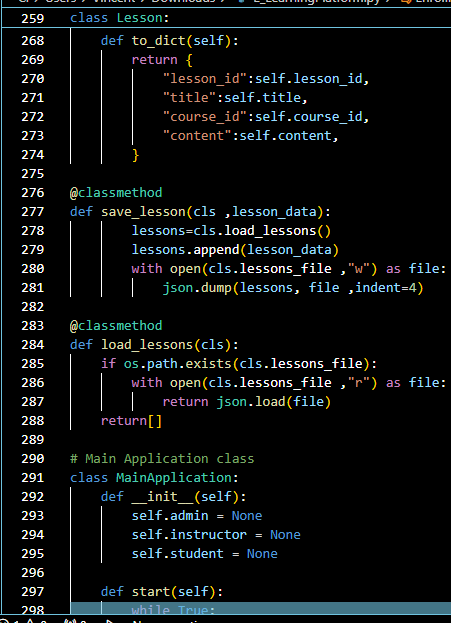 259 class Lesson:
268     def to_dict(self):
269         return {
270             "lesson_id":self.lesson_id,
271             "title":self.title,
272             "course_id":self.course_id,
273             "content":self.content,
274         }
275
276 @classmethod
277 def save_lesson(cls ,lesson_data):
278         lessons=cls.load_lessons()
279         lessons.append(lesson_data)
280         with open(cls.lessons_file ,"w") as file:
281             json.dump(lessons, file ,indent=4)
282
283 @classmethod
284 def load_lessons(cls):
285     if os.path.exists(cls.lessons_file):
286         with open(cls.lessons_file ,"r") as file:
287             return json.load(file)
288     return[]
289
290 # Main Application class
291 class MainApplication:
292     def __init__(self):
293         self.admin = None
294         self.instructor = None
295         self.student = None
296
297     def start(self):
298         while True: